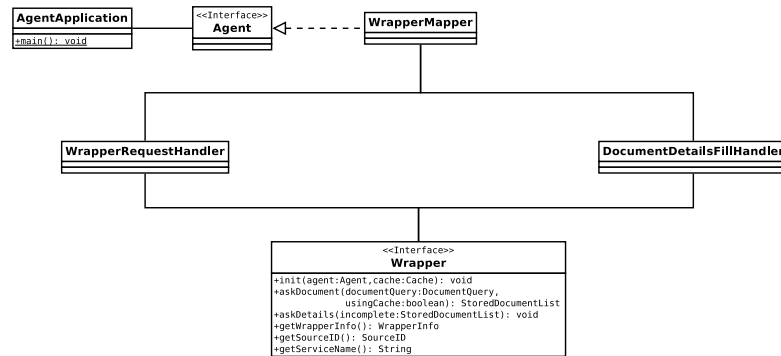 AgentApplication
+main(): void
<<Interface>>
Agent
WrapperMapper
WrapperRequestHandler
DocumentDetailsFillHandler
<<Interface>>
Wrapper
+init(agent:Agent,cache:Cache): void
+askDocument(documentQuery:DocumentQuery,
usingCache:boolean): StoredDocumentList
+askDetails(incomplete:StoredDocumentList): void
+getWrapperInfo(): WrapperInfo
+getSourceID(): SourceID
+getServiceName(): String